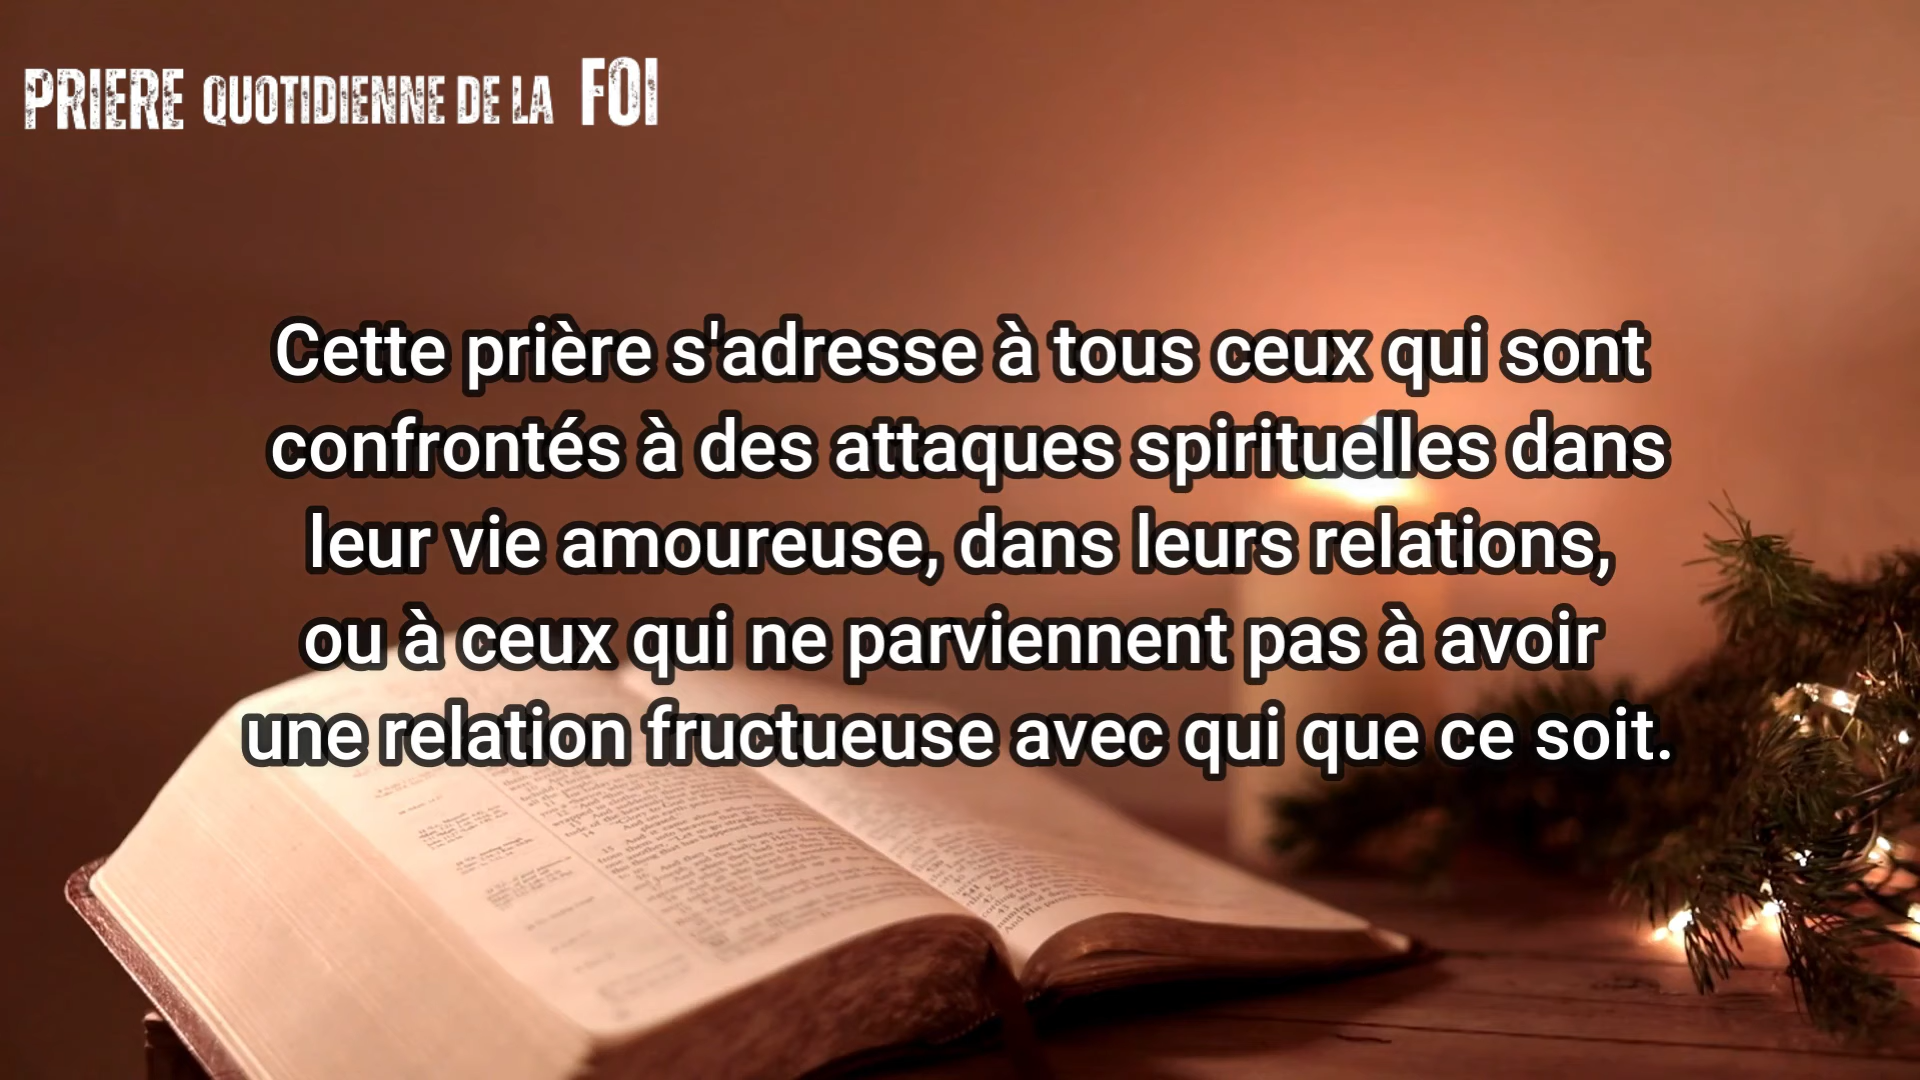 PRIERE QUOTIDIENNE DE LA FOI
Cette prière s'adresse à tous ceux qui sont
confrontés à des attaques spirituelles dans
leur vie amoureuse, dans leurs relations,
ou à ceux qui ne parviennent pas à avoir
une relation fructueuse avec qui que ce soit.